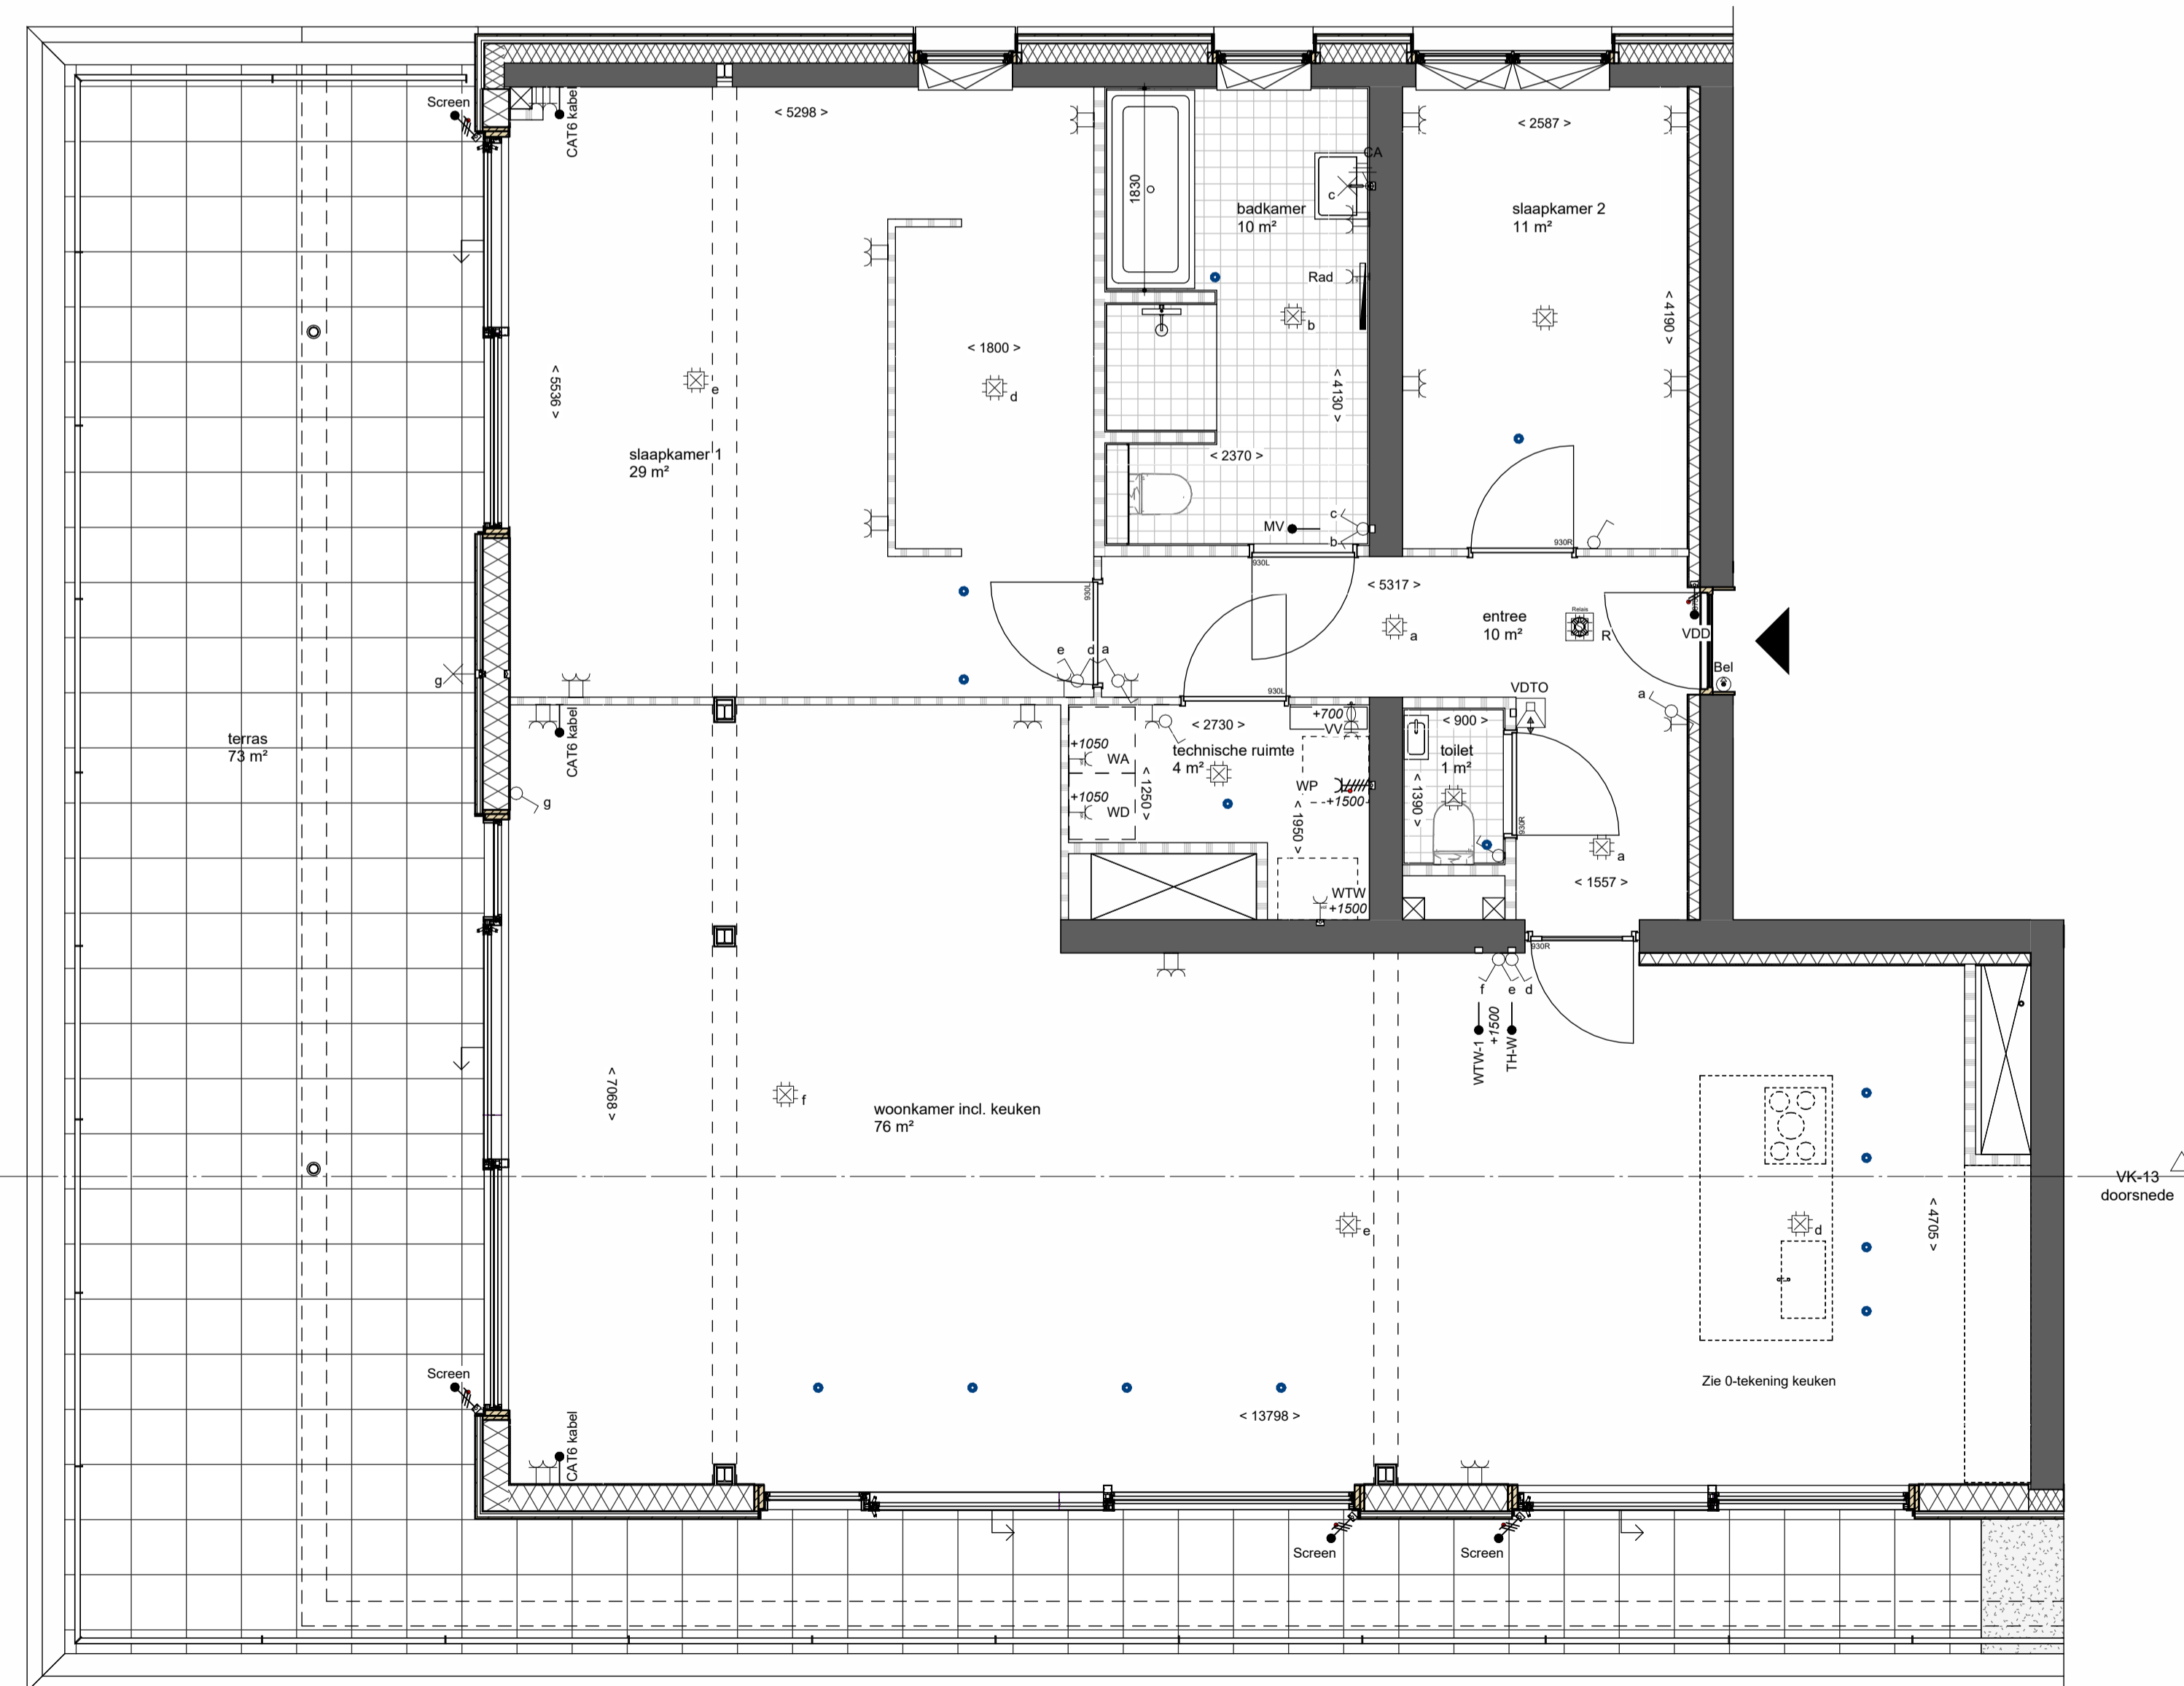 Screen
CAT6 kabel
< 5298 >
1830
CA
c
< 2587 >
badkamer
10 m²
slaapkamer 2
11 m²
Rad
b
< 4190 >
< 1800 >
< 5536 >
e
d
< 4130 >
slaapkamer 1
29 m²
< 2370 >
MV
c
b
930R
930L
930L
< 5317 >
entree
10 m²
Relais
R
a
VDD
Bel
e
d
a
g
930L
VDTO
a
CAT6 kabel
terras
73 m²
< 2730 >
+700
VV
< 900 >
technische ruimte
4 m²
toilet
1 m²
+1050
WA
+1050
WD
< 1250 >
WP
+1500
< 1950 >
< 1390 >
930R
g
a
< 1557 >
WTW
+1500
930R
f
e
d
WTW-1
+1500
TH-W
< 7068 >
f
woonkamer incl. keuken
76 m²
VK-13
doorsnede
< 4705 >
e
d
Screen
Zie 0-tekening keuken
< 13798 >
CAT6 kabel
Screen
Screen